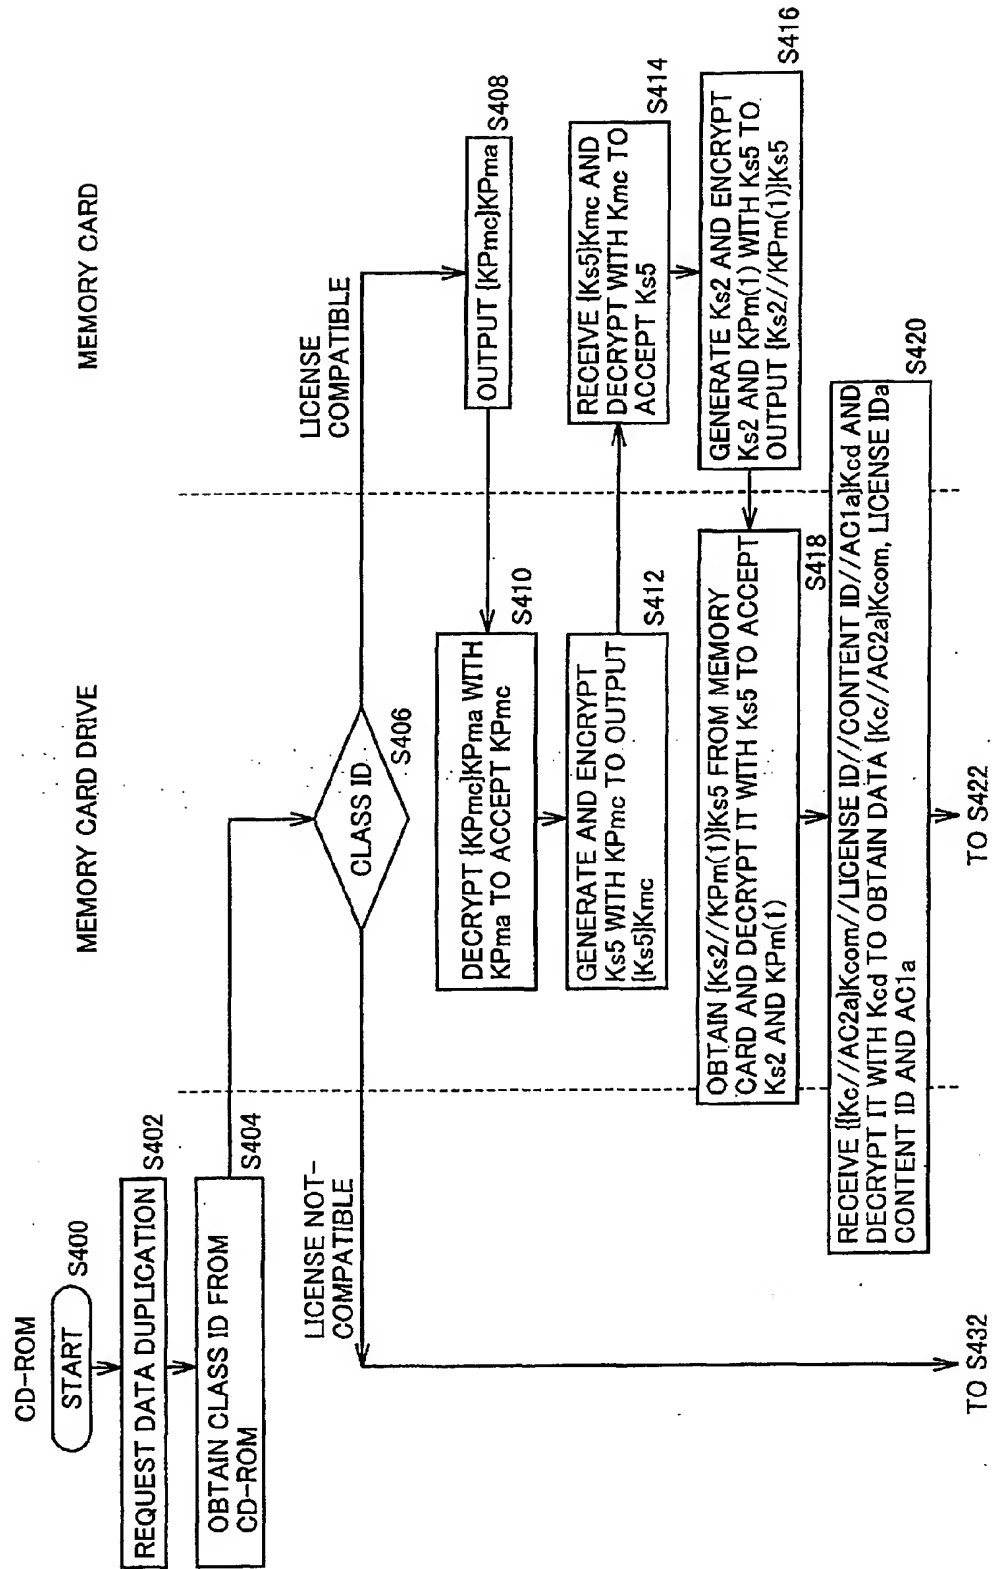 CD-ROM
MEMORY CARD DRIVE
MEMORY CARD
START
S400
REQUEST DATA DUPLICATION
S402
OBTAIN CLASS ID FROM
CD-ROM
S404
CLASS ID
S406
LICENSE NOT-
COMPATIBLE
LICENSE
COMPATIBLE
OUTPUT {KPmc}KPma
S408
DECRYPT {KPmc}KPma WITH
KPma TO ACCEPT KPmc
S410
GENERATE AND ENCRYPT
Ks5 WITH KPmc TO OUTPUT
{Ks5}Kmc
S412
RECEIVE {Ks5}Kmc AND
DECRYPT WITH Kmc TO
ACCEPT Ks5
S414
GENERATE Ks2 AND ENCRYPT
Ks2 AND KPm(1) WITH Ks5 TO
OUTPUT {Ks2//KPm(1)}Ks5
S416
OBTAIN {Ks2//KPm(1)}Ks5 FROM MEMORY
CARD AND DECRYPT IT WITH Ks5 TO ACCEPT
Ks2 AND KPm(1)
S418
RECEIVE {{Kc//AC2a}Kcom//LICENSE ID//CONTENT ID//AC1a}Kcd AND
DECRYPT IT WITH Kcd TO OBTAIN DATA {Kc//AC2a}Kcom, LICENSE IDa
CONTENT ID AND AC1a
S420
TO S432
TO S422